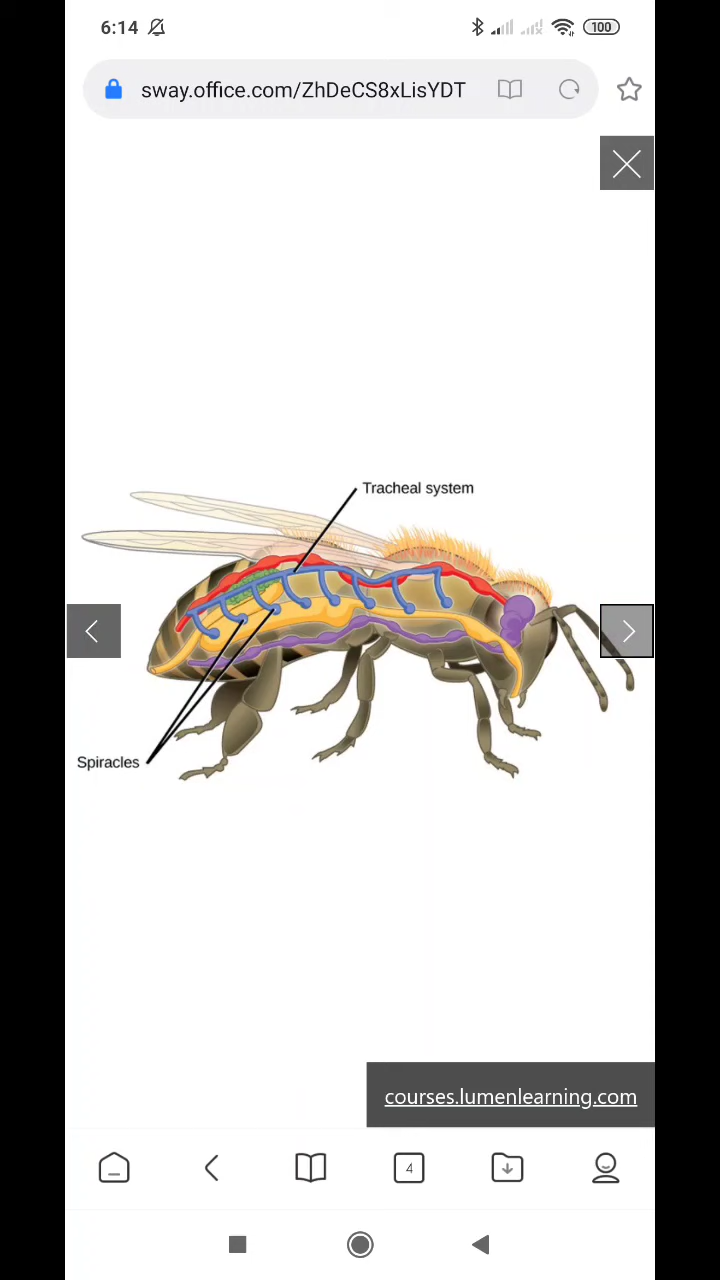 6:14
100
sway.office.com/ZhDeCS8xLisYDT
Tracheal system
Spiracles
courses.lumenlearning.com
4